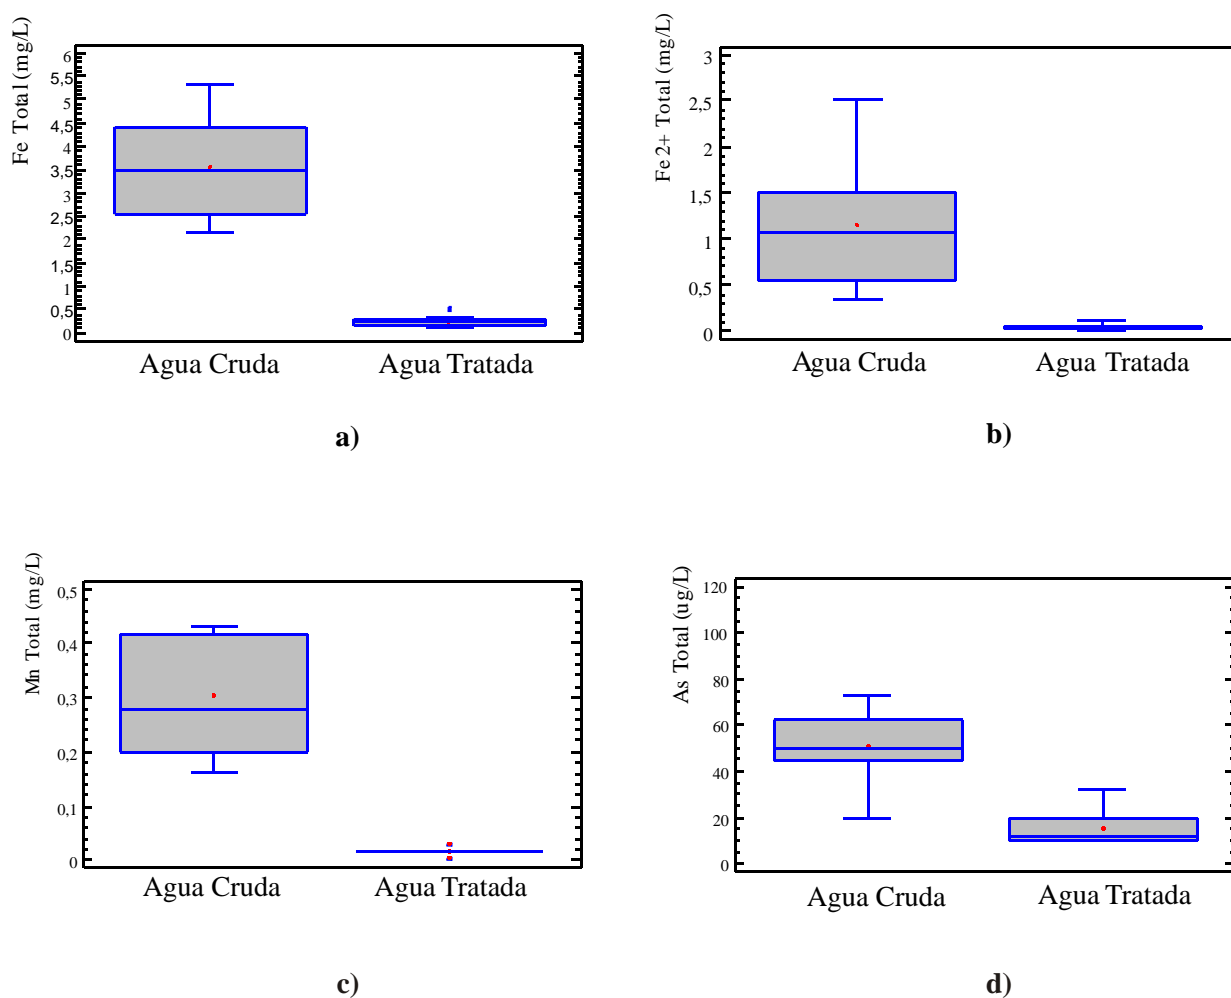 Fe Total (mg/L)
6
5,5
5
4,5
4
3,5
3
2,5
2
1,5
1
0,5
0
Agua Cruda
Agua Tratada
a)
Fe 2+ Total (mg/L)
3
2,5
2
1,5
1
0,5
0
Agua Cruda
Agua Tratada
b)
Mn Total (mg/L)
0,5
0,4
0,3
0,2
0,1
0
Agua Cruda
Agua Tratada
c)
As Total (ug/L)
120
100
80
60
40
20
0
Agua Cruda
Agua Tratada
d)